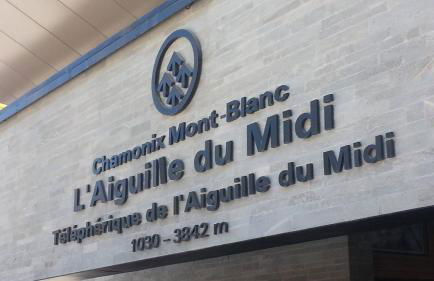 Chamonix Mont-Blanc
L'Aiguille du Midi
Téléphérique de l'Aiguille du Midi
1030 - 3842 m